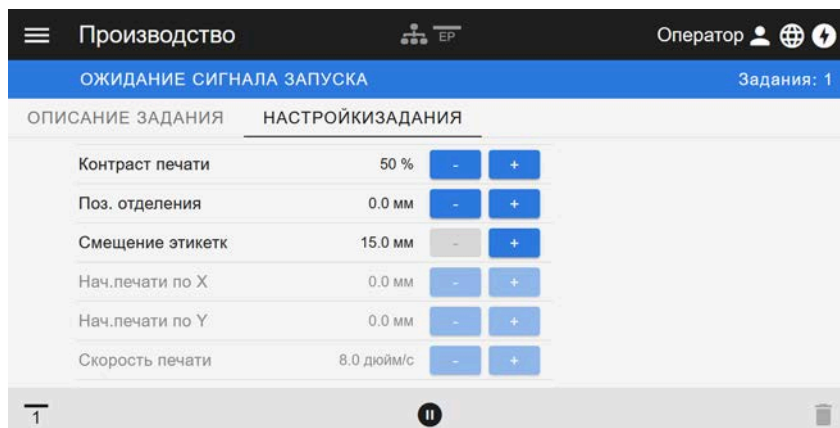 Производство EP Оператор
ОЖИДАНИЕ СИГНАЛА ЗАПУСКА Задания: 1
ОПИСАНИЕ ЗАДАНИЯ НАСТРОЙКИЗАДАНИЯ
Контраст печати 50 % - +
Поз. отделения 0.0 мм - +
Смещение этикетк 15.0 мм - +
Нач.печати по X 0.0 мм - +
Нач.печати по Y 0.0 мм - +
Скорость печати 8.0 дюйм/с - +
1